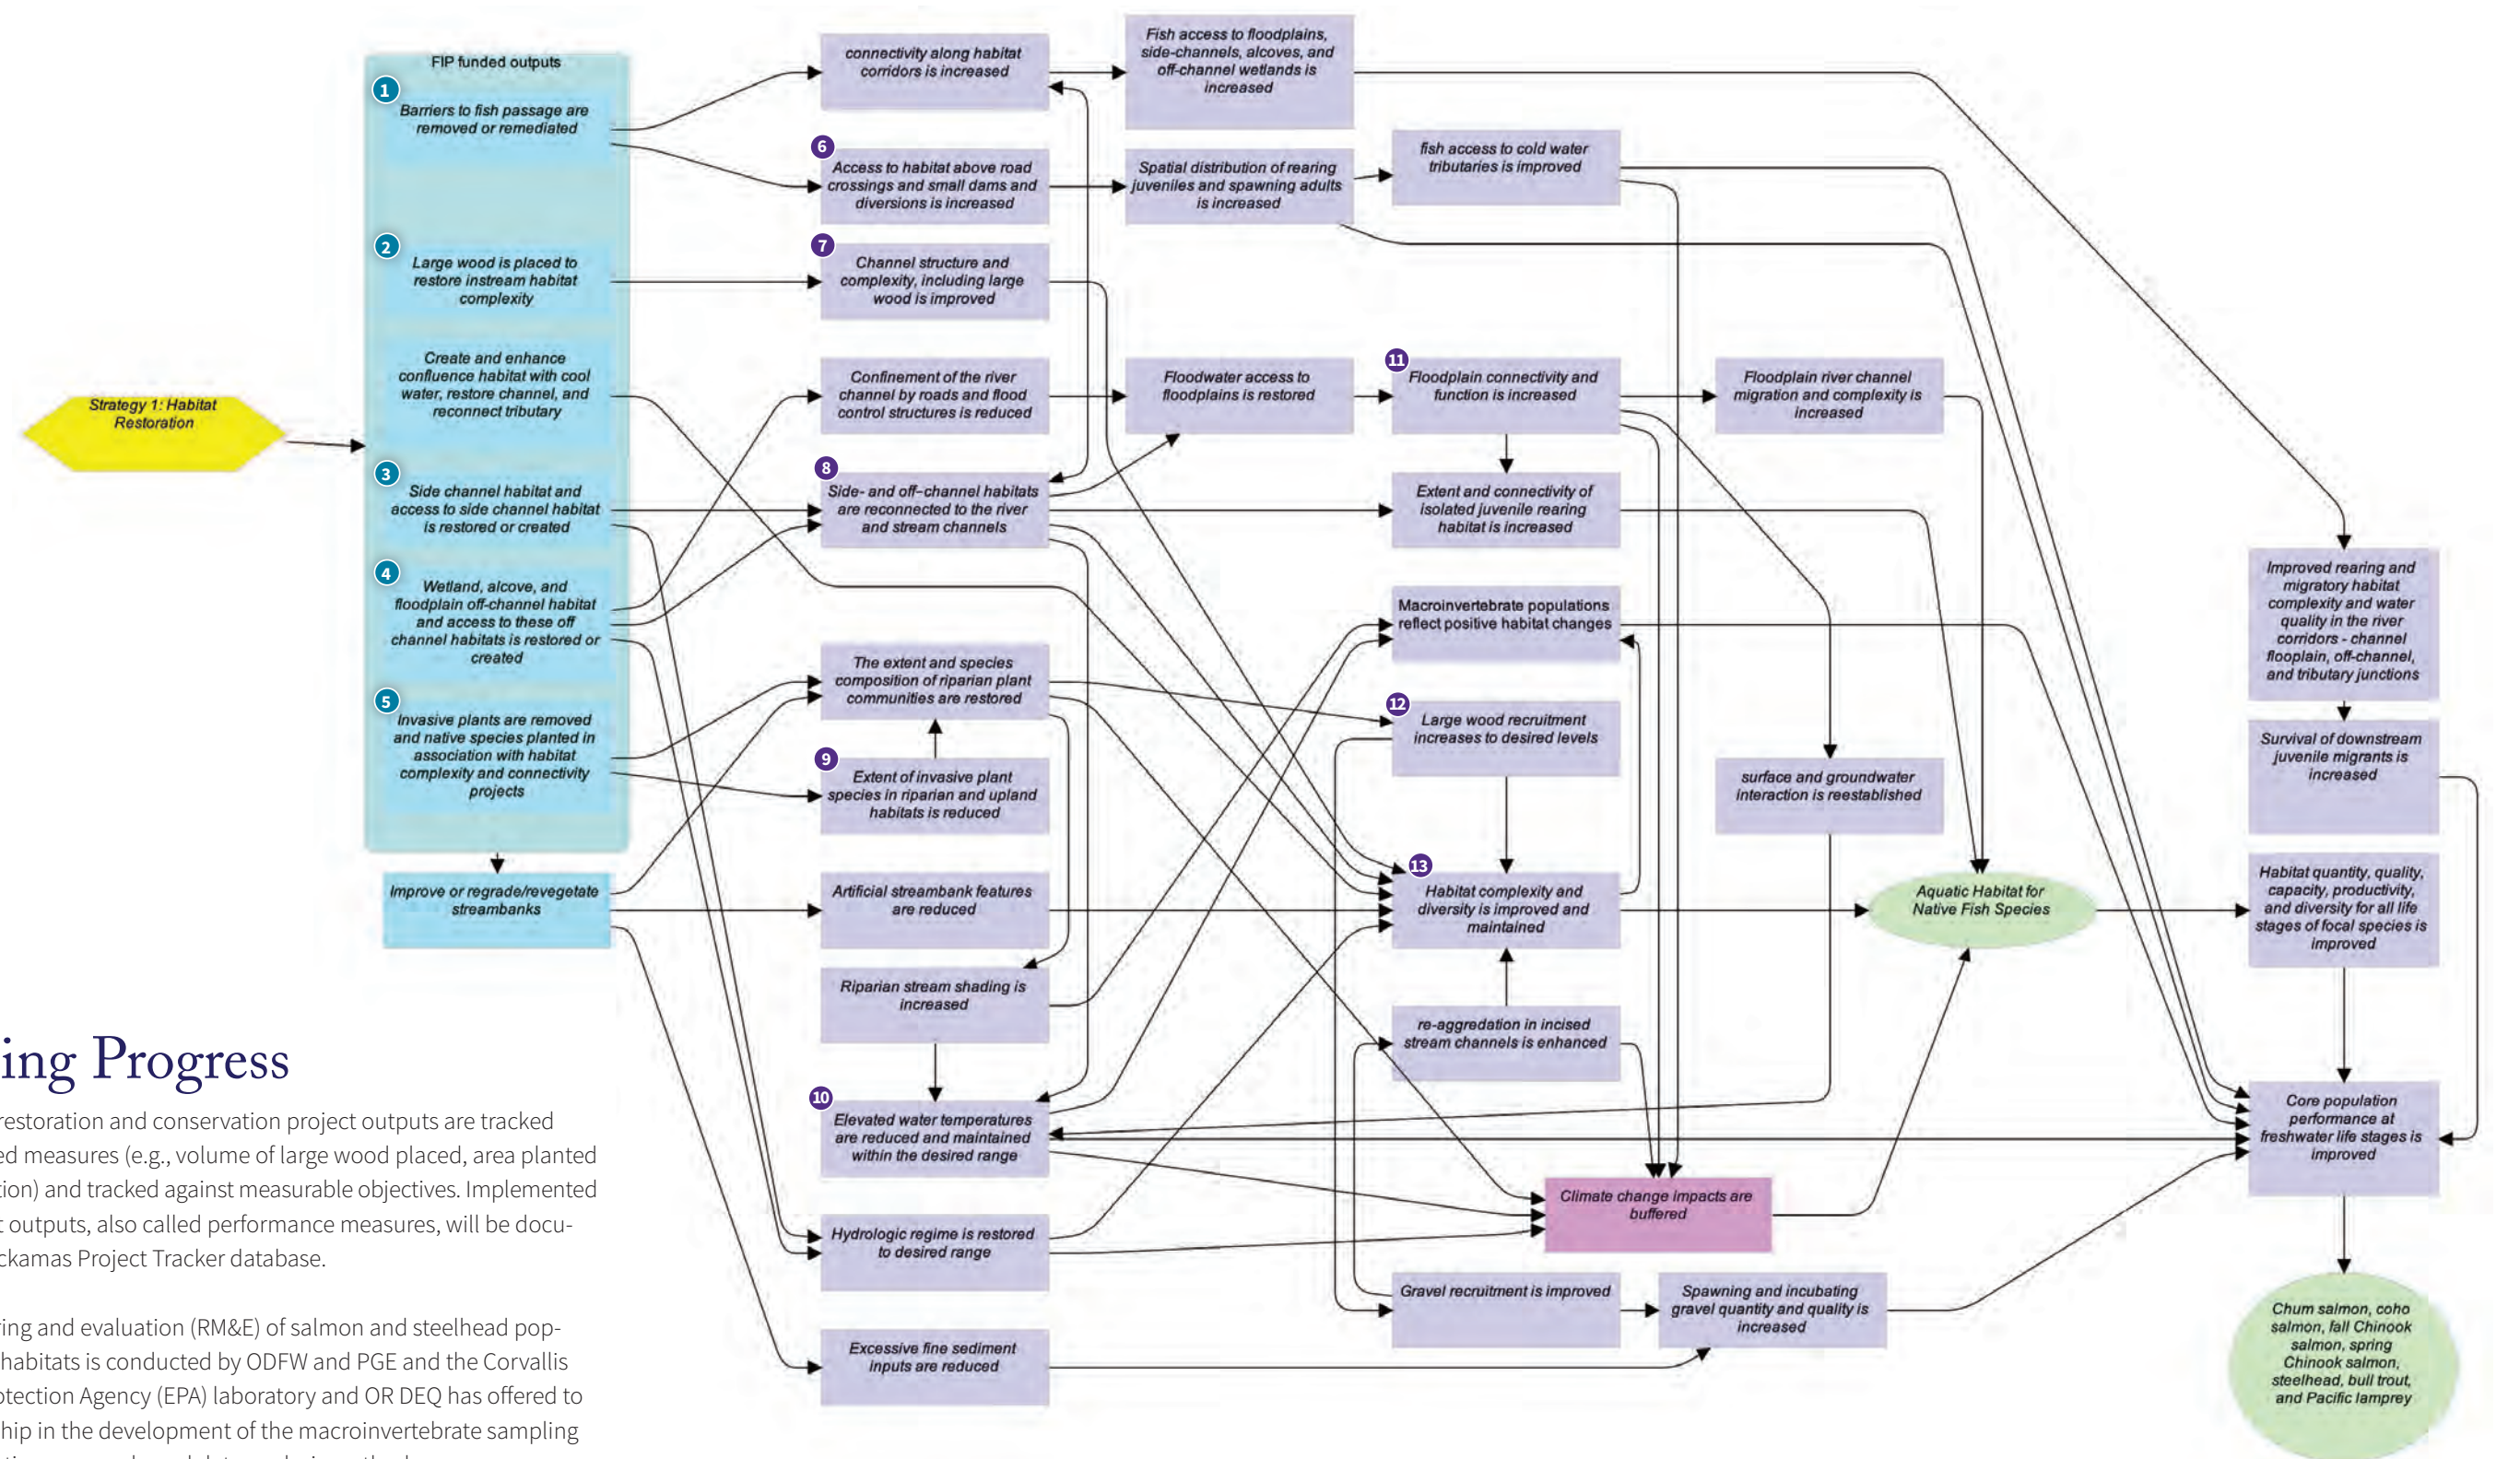 Strategy 1: Habitat
Restoration
FIP funded outputs
1
Barriers to fish passage are
removed or remediated
2
Large wood is placed to
restore instream habitat
complexity
Create and enhance
confluence habitat with cool
water, restore channel, and
reconnect tributary
3
Side channel habitat and
access to side channel habitat
is restored or created
4
Wetland, alcove, and
floodplain off-channel habitat
and access to these off
channel habitats is restored or
created
5
Invasive plants are removed
and native species planted in
association with habitat
complexity and connectivity
projects
Improve or regrade/revegetate
streambanks
connectivity along habitat
corridors is increased
6
Access to habitat above road
crossings and small dams and
diversions is increased
7
Channel structure and
complexity, including large
wood is improved
Confinement of the river
channel by roads and flood
control structures is reduced
8
Side- and off-channel habitats
are reconnected to the river
and stream channels
The extent and species
composition of riparian plant
communities are restored
9
Extent of invasive plant
species in riparian and upland
habitats is reduced
Artificial streambank features
are reduced
Riparian stream shading is
increased
10
Elevated water temperatures
are reduced and maintained
within the desired range
Hydrologic regime is restored
to desired range
Excessive fine sediment
inputs are reduced
Fish access to floodplains,
side-channels, alcoves, and
off-channel wetlands is
increased
Spatial distribution of rearing
juveniles and spawning adults
is increased
Floodwater access to
floodplains is restored
fish access to cold water
tributaries is improved
11
Floodplain connectivity and
function is increased
Extent and connectivity of
isolated juvenile rearing
habitat is increased
Macroinvertebrate populations
reflect positive habitat changes
12
Large wood recruitment
increases to desired levels
13
Habitat complexity and
diversity is improved and
maintained
re-aggredation in incised
stream channels is enhanced
Climate change impacts are
buffered
Gravel recruitment is improved
Spawning and incubating
gravel quantity and quality is
increased
Floodplain river channel
migration and complexity is
increased
surface and groundwater
interaction is reestablished
Aquatic Habitat for
Native Fish Species
Improved rearing and
migratory habitat
complexity and water
quality in the river
corridors - channel
flooplain, off-channel,
and tributary junctions
Survival of downstream
juvenile migrants is
increased
Habitat quantity, quality,
capacity, productivity,
and diversity for all life
stages of focal species is
improved
Core population
performance at
freshwater life stages is
improved
Chum salmon, coho
salmon, fall Chinook
salmon, spring
Chinook salmon,
steelhead, bull trout,
and Pacific lamprey
ing Progress
restoration and conservation project outputs are tracked
ed measures (e.g., volume of large wood placed, area planted
tion) and tracked against measurable objectives. Implemented
t outputs, also called performance measures, will be docu-
ckamas Project Tracker database.
ring and evaluation (RM&E) of salmon and steelhead pop-
habitats is conducted by ODFW and PGE and the Corvallis
otection Agency (EPA) laboratory and OR DEQ has offered to
hip in the development of the macroinvertebrate sampling